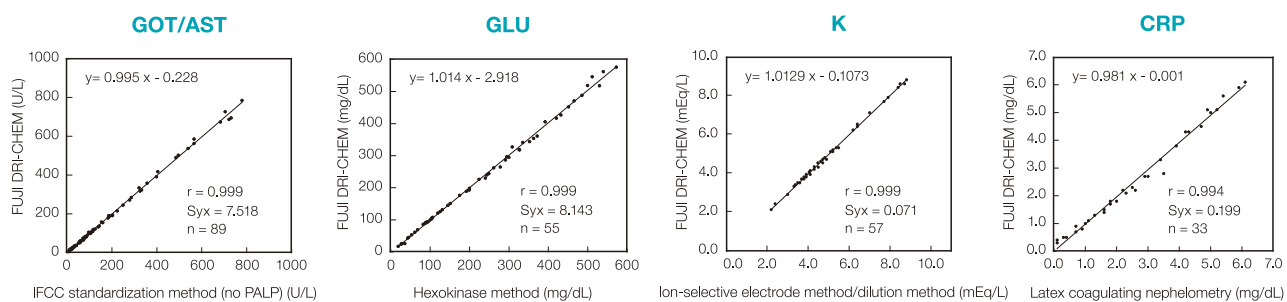 GOT/AST
1000
800
600
400
200
0
0
200
400
600
800
1000
FUJI DRI-CHEM (U/L)
y= 0.995 x - 0.228
r = 0.999
Syx = 7.518
n = 89
IFCC standardization method (no PALP) (U/L)
GLU
600
500
400
300
200
100
0
0
100
200
300
400
500
600
FUJI DRI-CHEM (mg/dL)
y= 1.014 x - 2.918
r = 0.999
Syx = 8.143
n = 55
Hexokinase method (mg/dL)
K
10.0
8.0
6.0
4.0
2.0
0.0
0.0
2.0
4.0
6.0
8.0
10.0
FUJI DRI-CHEM (mEq/L)
y= 1.0129 x - 0.1073
r = 0.999
Syx = 0.071
n = 57
Ion-selective electrode method/dilution method (mEq/L)
CRP
7.0
6.0
5.0
4.0
3.0
2.0
1.0
0.0
0.0
1.0
2.0
3.0
4.0
5.0
6.0
7.0
FUJI DRI-CHEM (mg/dL)
y= 0.981 x - 0.001
r = 0.994
Syx = 0.199
n = 33
Latex coagulating nephelometry (mg/dL)